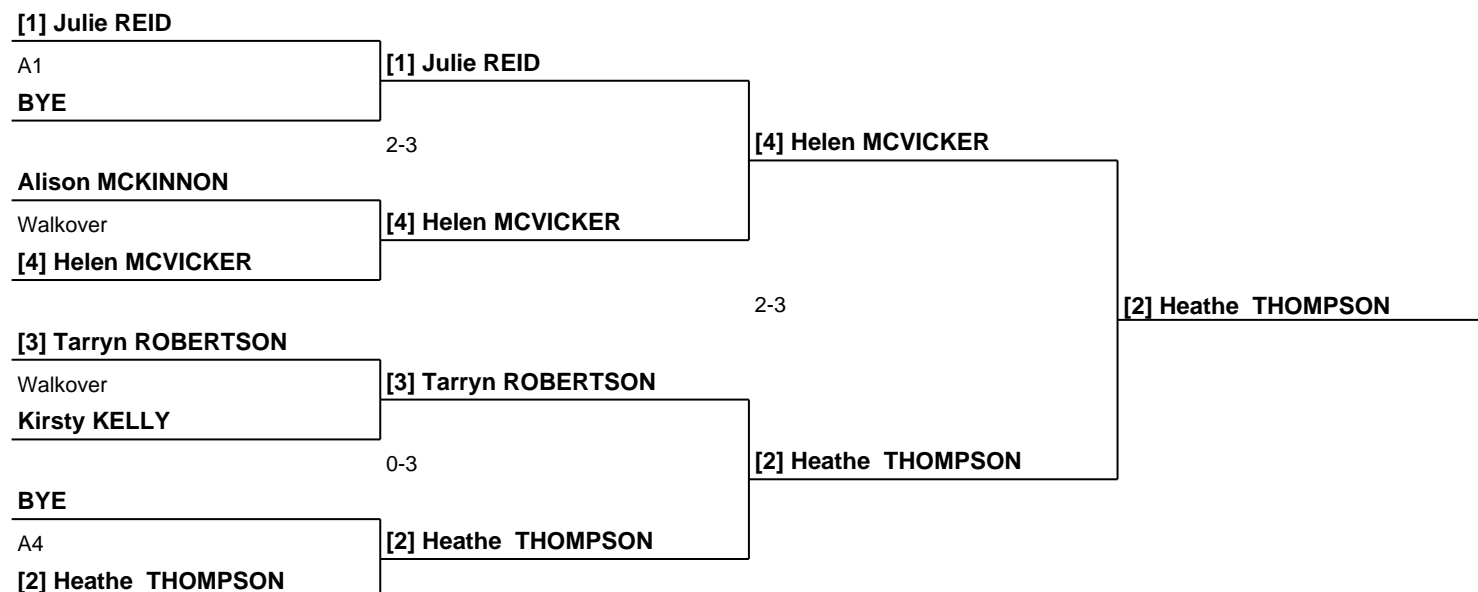 [1] Julie REID
A1
[1] Julie REID
BYE
2-3
[4] Helen MCVICKER
Alison MCKINNON
Walkover
[4] Helen MCVICKER
[4] Helen MCVICKER
2-3
[2] Heathe  THOMPSON
[3] Tarryn ROBERTSON
Walkover
[3] Tarryn ROBERTSON
Kirsty KELLY
0-3
[2] Heathe  THOMPSON
BYE
A4
[2] Heathe  THOMPSON
[2] Heathe  THOMPSON